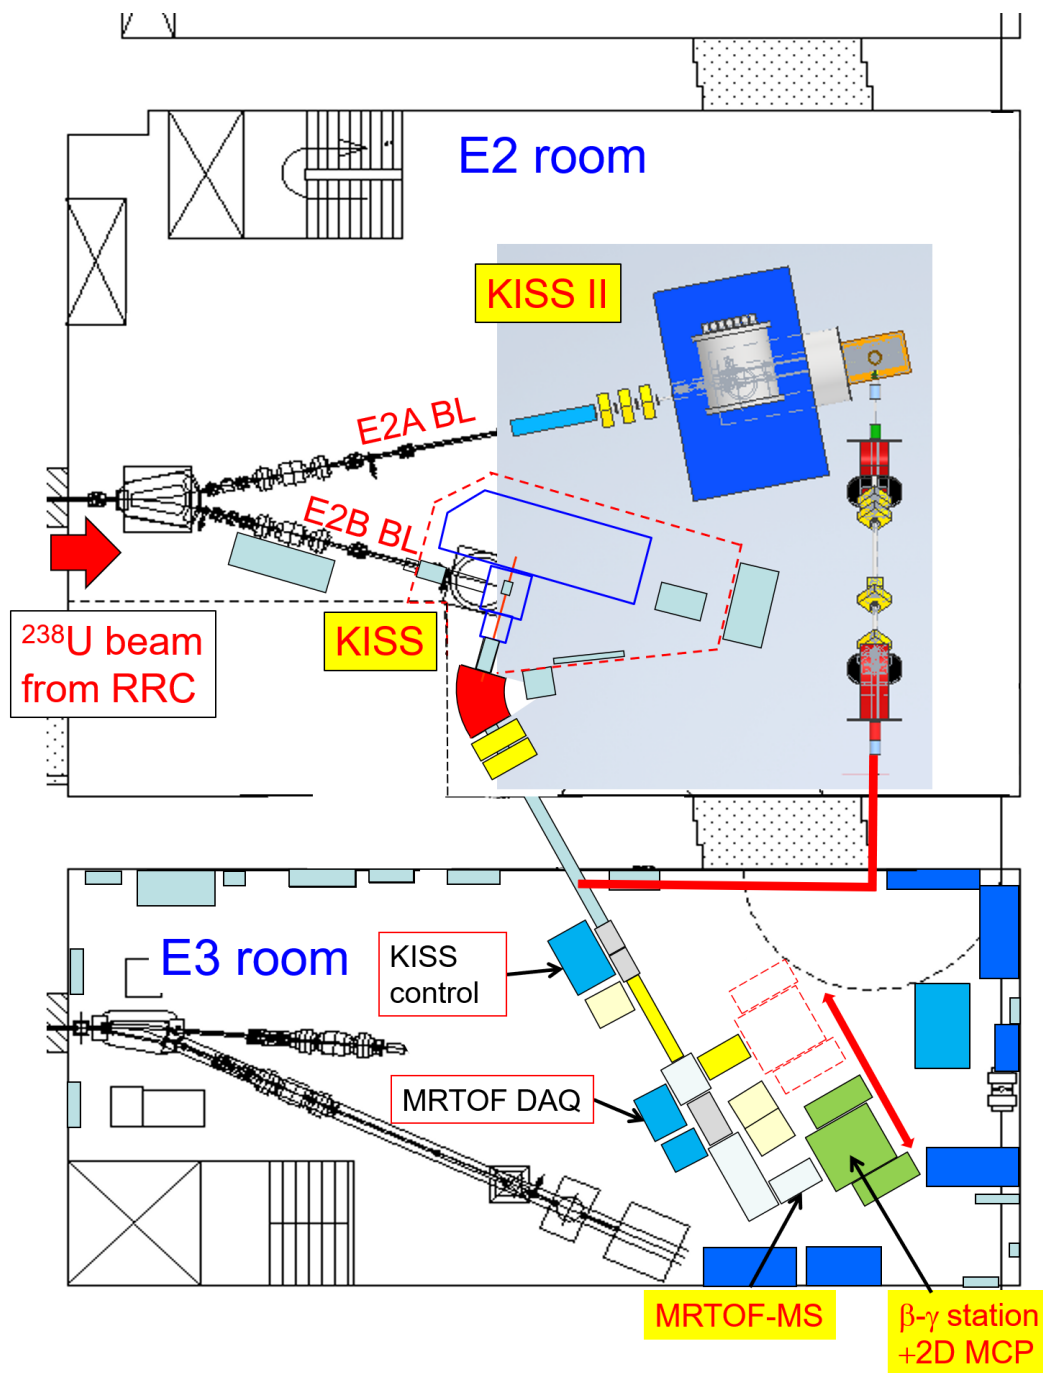 E2 room
KISS II
E2A BL
E2B BL
²³⁸U beam
from RRC
KISS
E3 room
KISS
control
MRTOF DAQ
MRTOF-MS
β-γ station
+2D MCP